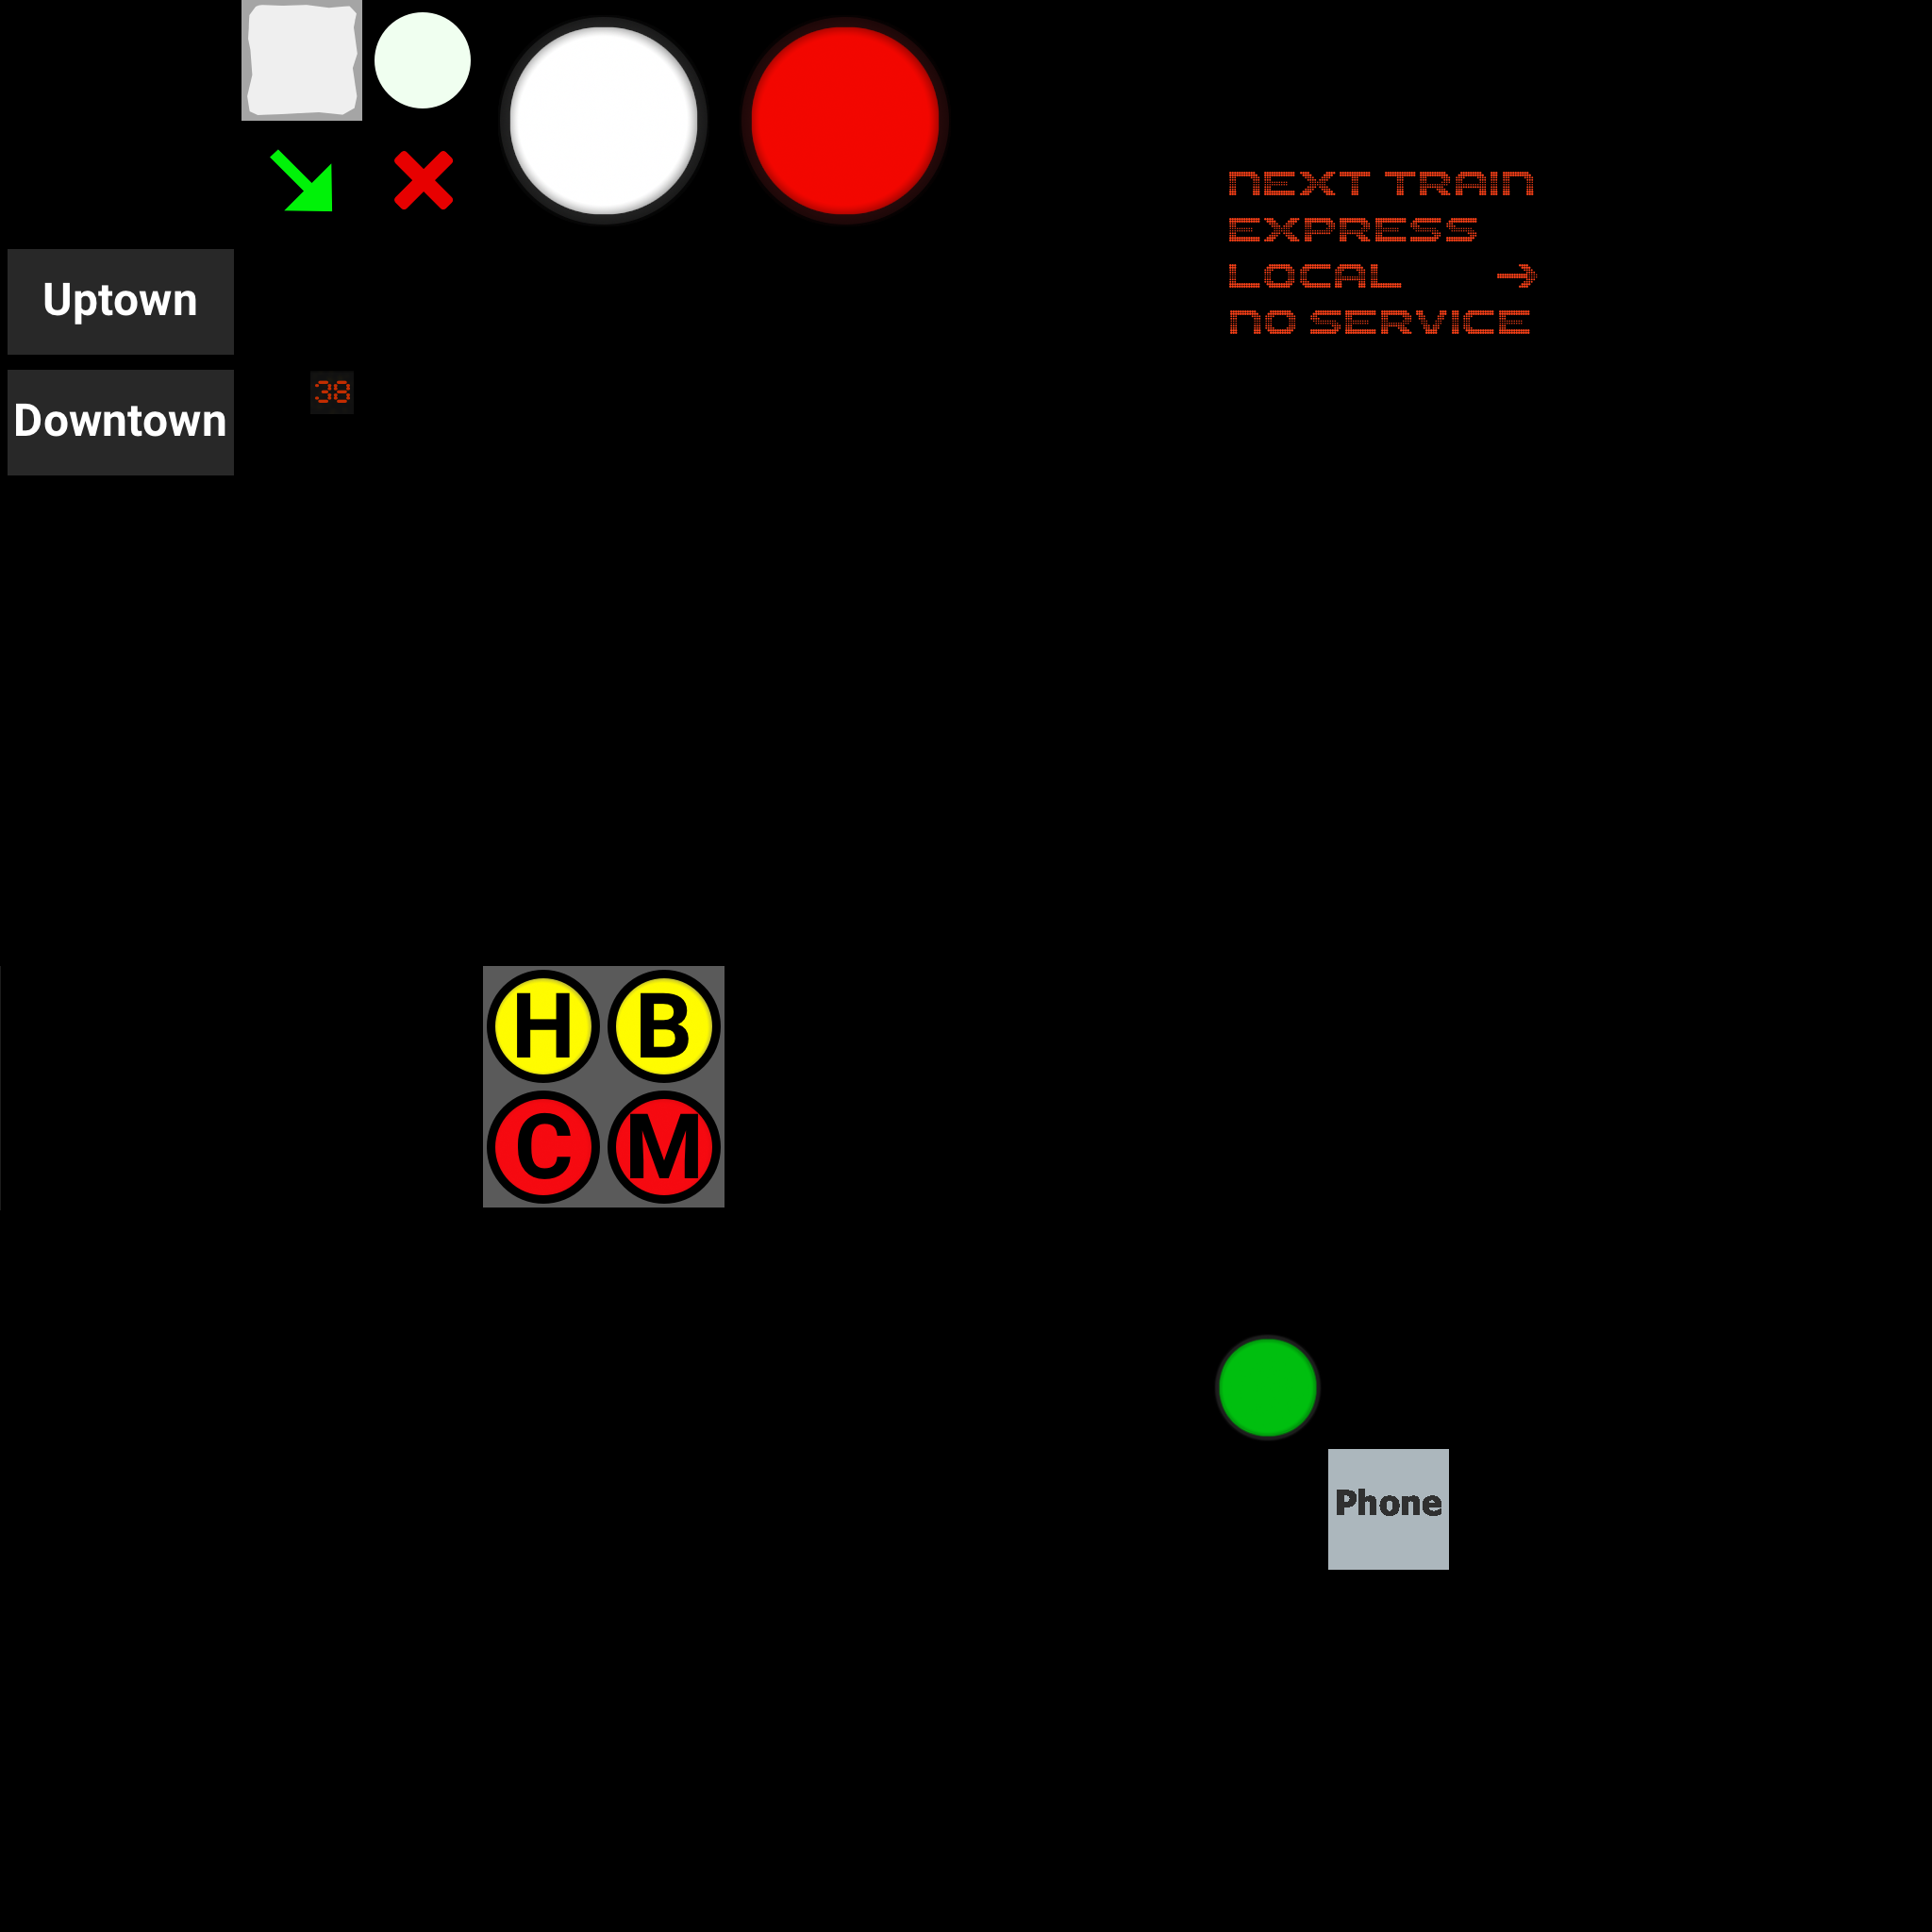 NEXT TRAIN
EXPRESS
LOCAL →
NO SERVICE
Uptown
38
Downtown
H B
C M
Phone